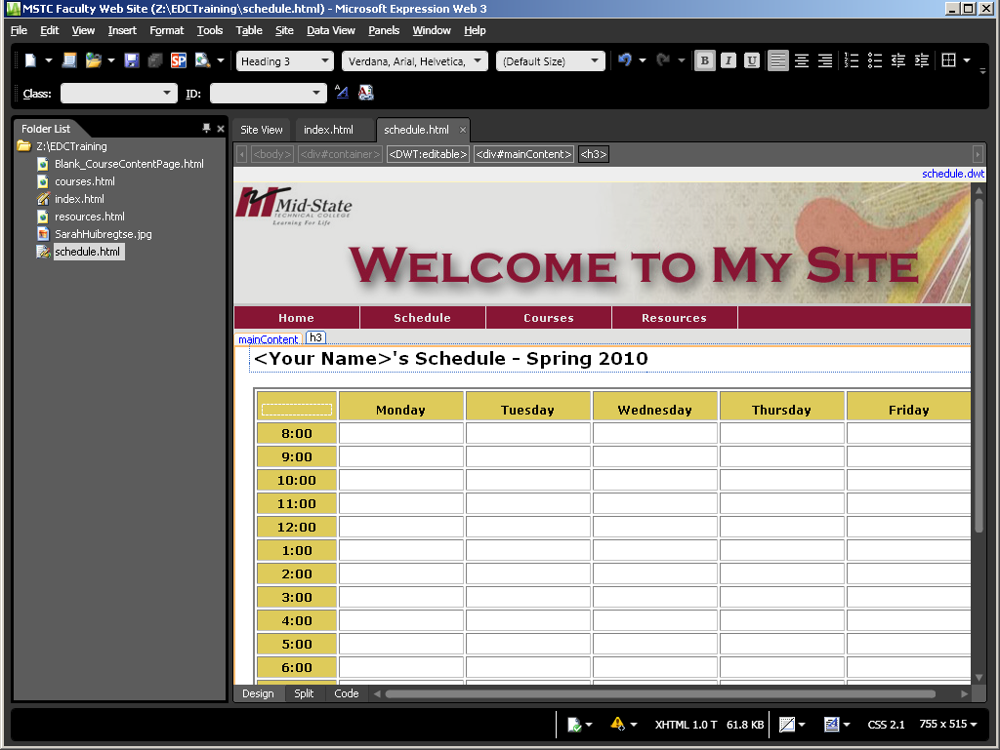 MSTC Faculty Web Site (Z:\EDCTraining\schedule.html) - Microsoft Expression Web 3
File Edit View Insert Format Tools Table Site Data View Panels Window Help
SP Heading 3 Verdana, Arial, Helvetica, (Default Size) B I U
Class: ID:
Folder List
Z:\EDCTraining
Blank_CourseContentPage.html
courses.html
index.html
resources.html
SarahHuibregtse.jpg
schedule.html
Site View index.html schedule.html
<body> <div#container> <DWT:editable> <div#mainContent> <h3>
schedule.dwt
Mid-State
TECHNICAL COLLEGE
Learning For Life
WELCOME TO MY SITE
Home Schedule Courses Resources
mainContent h3
<Your Name>'s Schedule - Spring 2010
Monday Tuesday Wednesday Thursday Friday
8:00
9:00
10:00
11:00
12:00
1:00
2:00
3:00
4:00
5:00
6:00
Design Split Code
XHTML 1.0 T 61.8 KB CSS 2.1 755 x 515